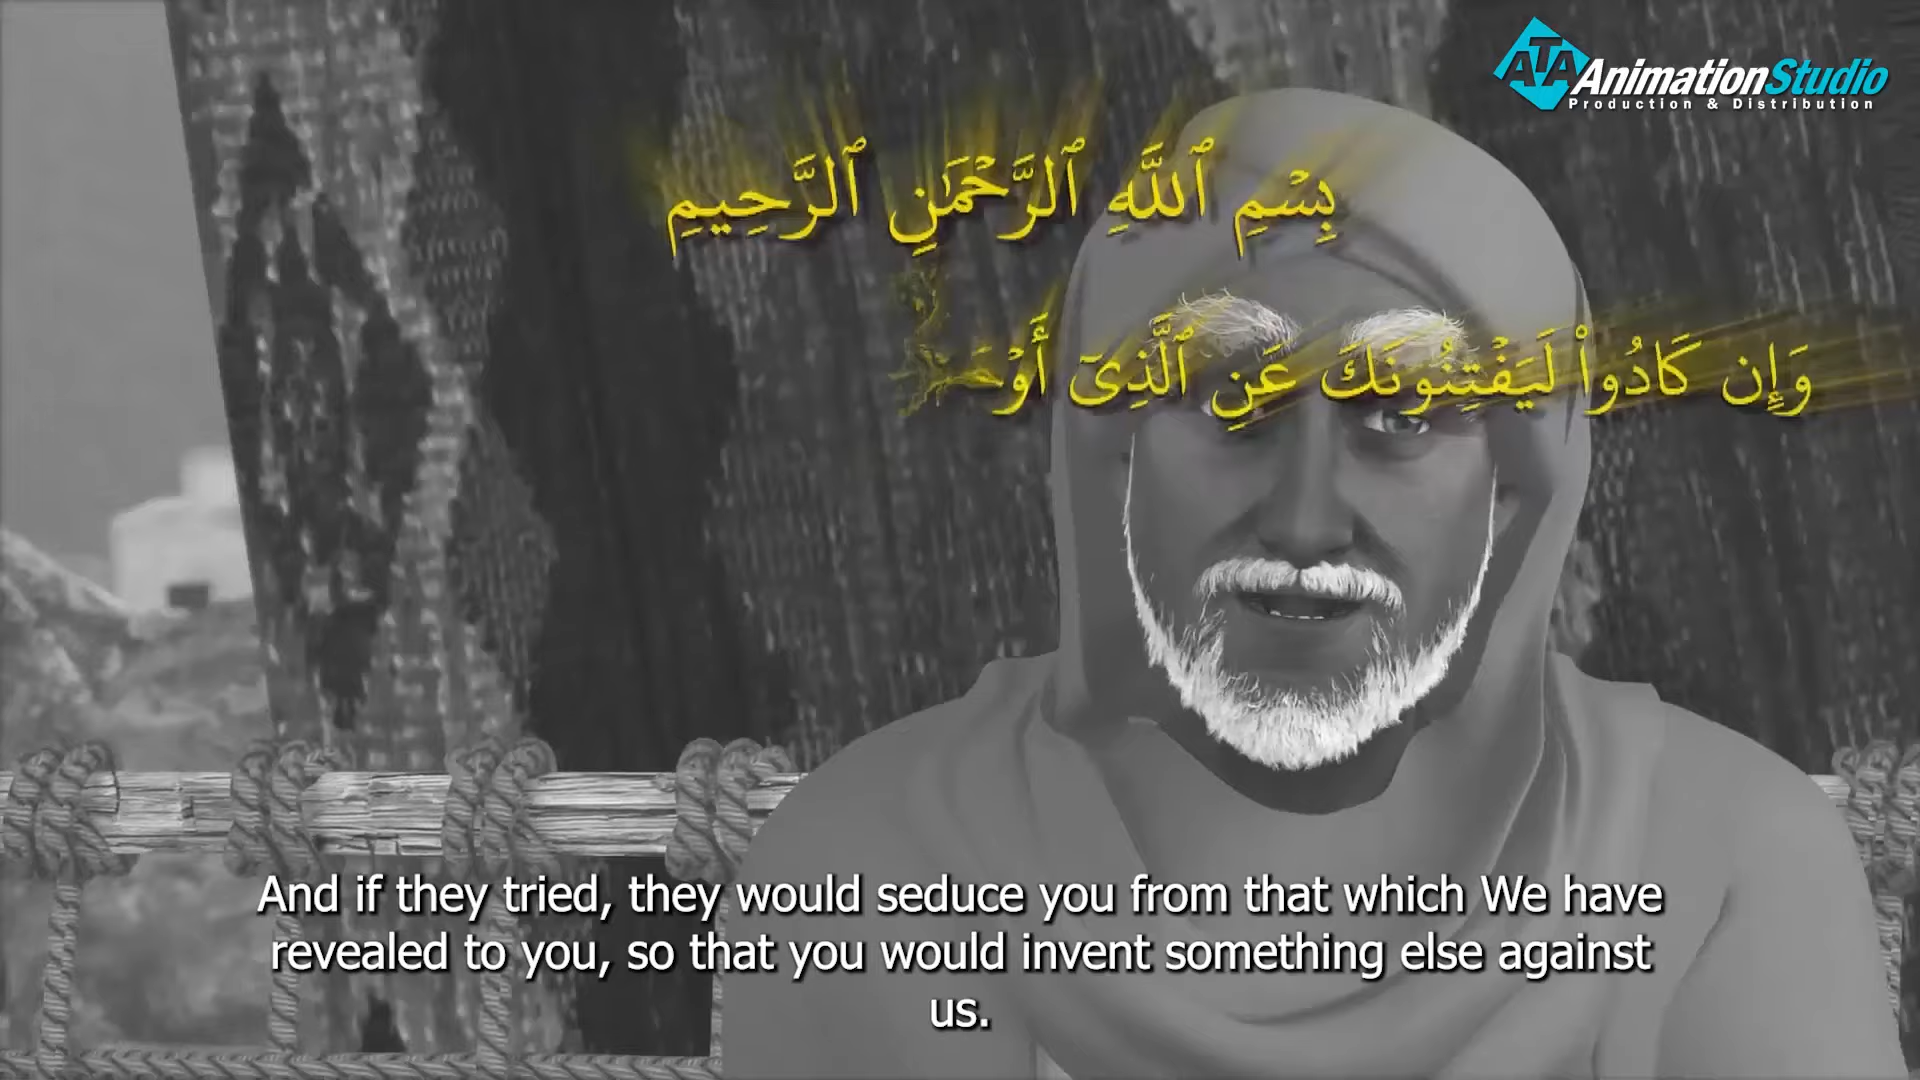 ATA AnimationStudio
Production & Distribution
بِسْمِ ٱللَّهِ ٱلرَّحْمَٰنِ ٱلرَّحِيمِ
وَإِن كَادُوا۟ لَيَفْتِنُونَكَ عَنِ ٱلَّذِىٓ
And if they tried, they would seduce you from that which We have
revealed to you, so that you would invent something else against
us.